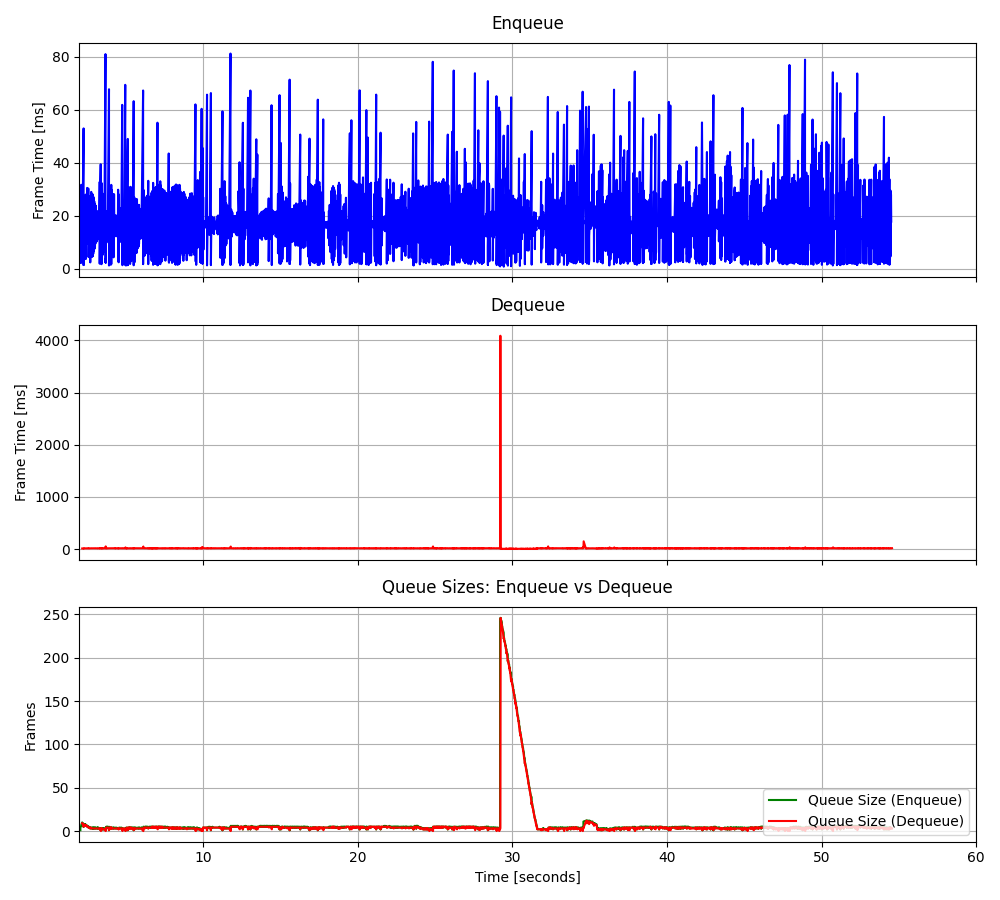 Enqueue
80
60
40
20
0
Frame Time [ms]
Dequeue
4000
3000
2000
1000
0
Frame Time [ms]
Queue Sizes: Enqueue vs Dequeue
250
200
150
100
50
0
Frames
Queue Size (Enqueue)
Queue Size (Dequeue)
10 20 30 40 50 60
Time [seconds]